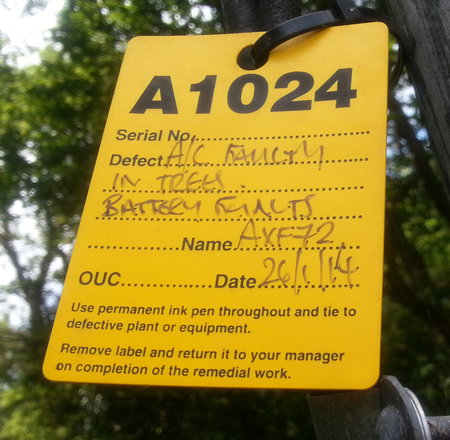 A1024
Serial No........................................
Defect. A/C FAULTY
IN TREE.
BATTERY FAULTS
Name AXF72
OUC............... Date 26/1/14
Use permanent ink pen throughout and tie to
defective plant or equipment.
Remove label and return it to your manager
on completion of the remedial work.